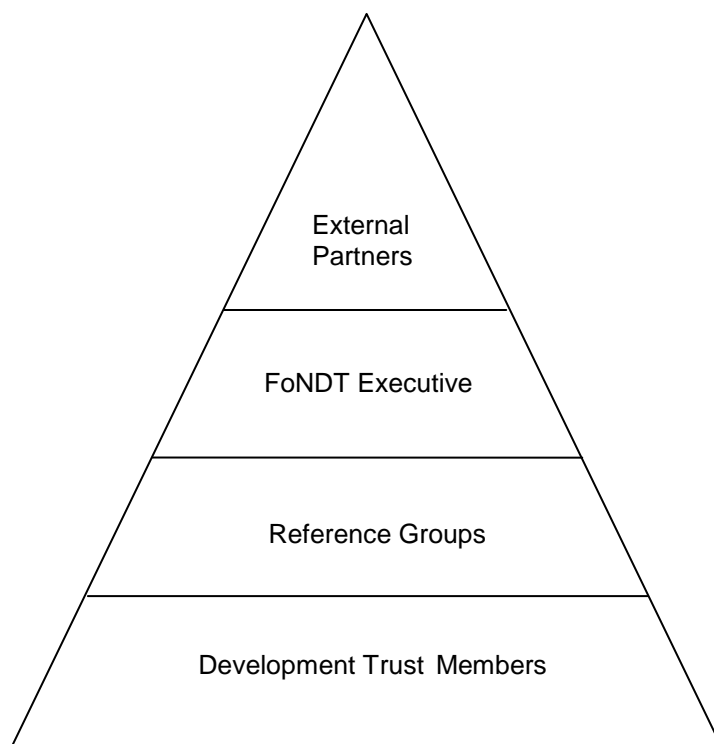 External
Partners
FoNDT Executive
Reference Groups
Development Trust Members